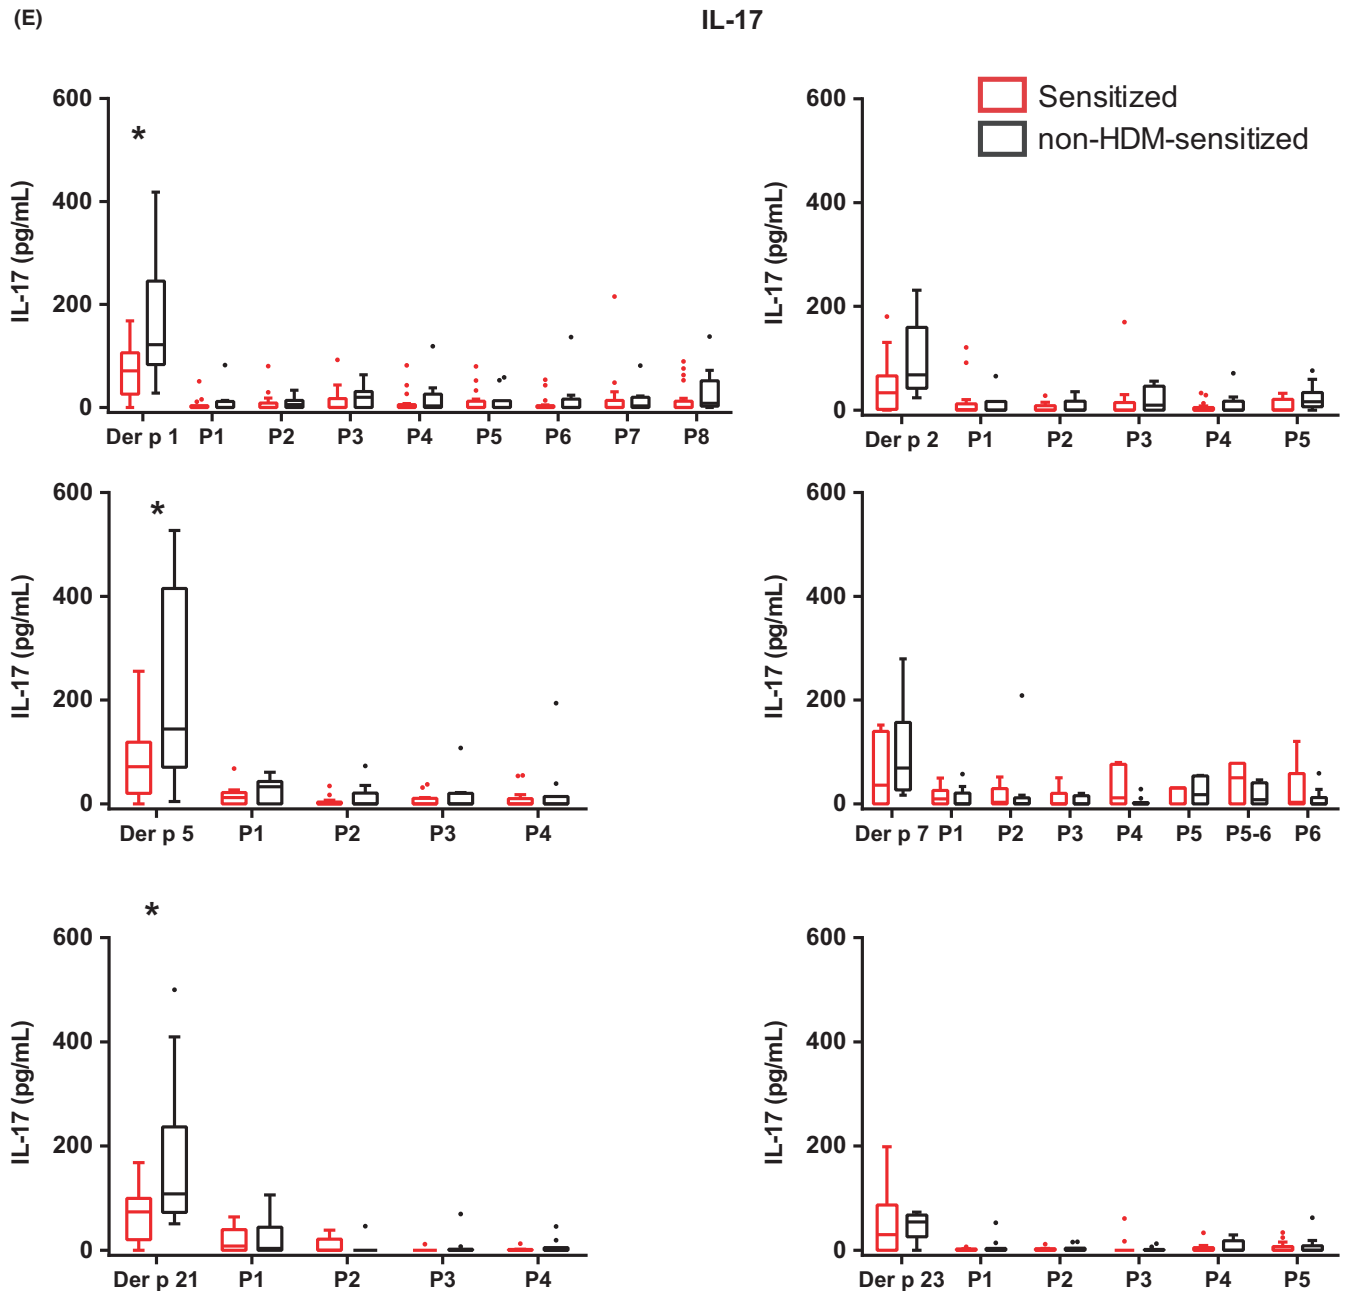 (E)
IL-17
Sensitized
non-HDM-sensitized
600
*
400
200
0
IL-17 (pg/mL)
Der p 1 P1 P2 P3 P4 P5 P6 P7 P8
600
400
200
0
IL-17 (pg/mL)
Der p 2 P1 P2 P3 P4 P5
600
*
400
200
0
IL-17 (pg/mL)
Der p 5 P1 P2 P3 P4
600
400
200
0
IL-17 (pg/mL)
Der p 7 P1 P2 P3 P4 P5 P5-6 P6
*
600
400
200
0
IL-17 (pg/mL)
Der p 21 P1 P2 P3 P4
600
400
200
0
IL-17 (pg/mL)
Der p 23 P1 P2 P3 P4 P5